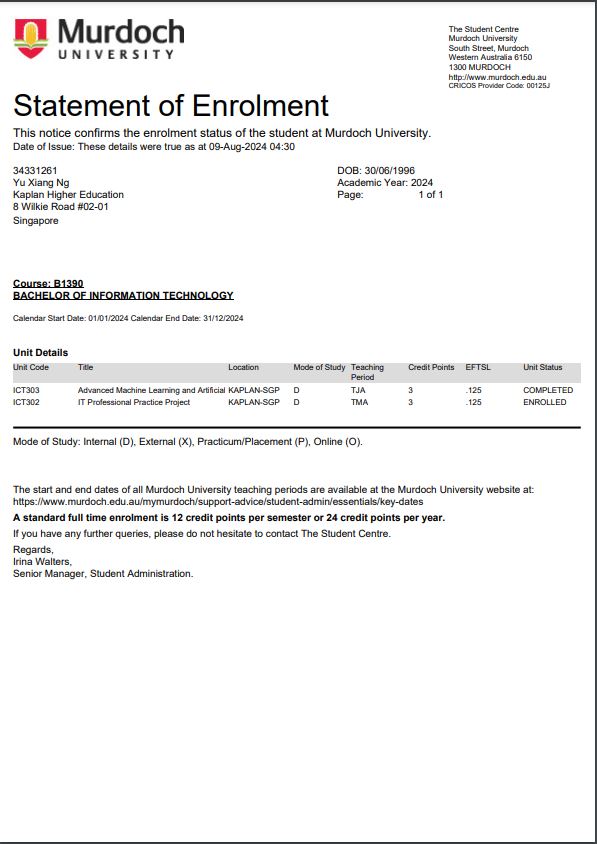 Murdoch
UNIVERSITY
The Student Centre
Murdoch University
South Street, Murdoch
Western Australia 6150
1300 MURDOCH
http://www.murdoch.edu.au
CRICOS Provider Code: 00125J
Statement of Enrolment
This notice confirms the enrolment status of the student at Murdoch University.
Date of Issue: These details were true as at 09-Aug-2024 04:30
34331261
Yu Xiang Ng
Kaplan Higher Education
8 Wilkie Road #02-01
Singapore
DOB: 30/06/1996
Academic Year: 2024
Page: 1 of 1
Course: B1390
BACHELOR OF INFORMATION TECHNOLOGY
Calendar Start Date: 01/01/2024 Calendar End Date: 31/12/2024
Unit Details
Unit Code Title Location Mode of Study Teaching Period Credit Points EFTSL Unit Status
ICT303 Advanced Machine Learning and Artificial KAPLAN-SGP D TJA 3 .125 COMPLETED
ICT302 IT Professional Practice Project KAPLAN-SGP D TMA 3 .125 ENROLLED
Mode of Study: Internal (D), External (X), Practicum/Placement (P), Online (O).
The start and end dates of all Murdoch University teaching periods are available at the Murdoch University website at:
https://www.murdoch.edu.au/mymurdoch/support-advice/student-admin/essentials/key-dates
A standard full time enrolment is 12 credit points per semester or 24 credit points per year.
If you have any further queries, please do not hesitate to contact The Student Centre.
Regards,
Irina Walters,
Senior Manager, Student Administration.